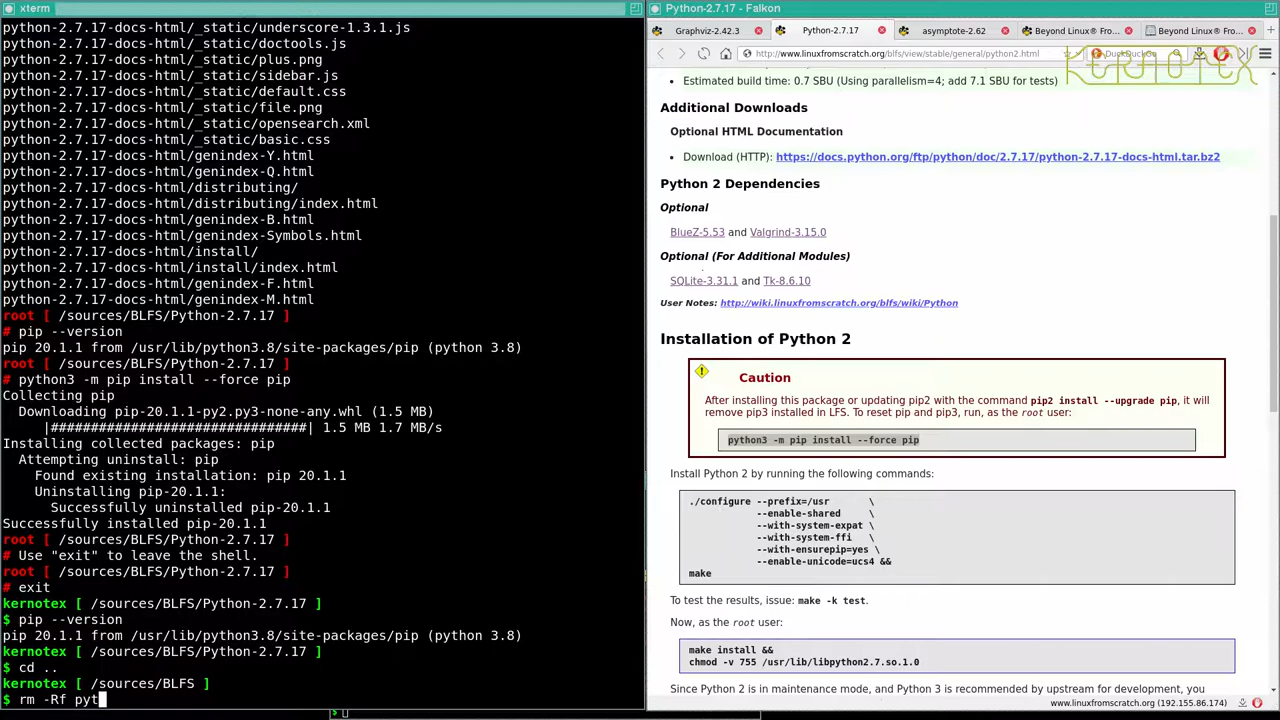 xterm
python-2.7.17-docs-html/_static/underscore-1.3.1.js
python-2.7.17-docs-html/_static/doctools.js
python-2.7.17-docs-html/_static/plus.png
python-2.7.17-docs-html/_static/sidebar.js
python-2.7.17-docs-html/_static/default.css
python-2.7.17-docs-html/_static/file.png
python-2.7.17-docs-html/_static/opensearch.xml
python-2.7.17-docs-html/_static/basic.css
python-2.7.17-docs-html/genindex-Y.html
python-2.7.17-docs-html/genindex-Q.html
python-2.7.17-docs-html/distributing/
python-2.7.17-docs-html/distributing/index.html
python-2.7.17-docs-html/genindex-B.html
python-2.7.17-docs-html/genindex-Symbols.html
python-2.7.17-docs-html/install/
python-2.7.17-docs-html/install/index.html
python-2.7.17-docs-html/genindex-F.html
python-2.7.17-docs-html/genindex-M.html
root [ /sources/BLFS/Python-2.7.17 ]
# pip --version
pip 20.1.1 from /usr/lib/python3.8/site-packages/pip (python 3.8)
root [ /sources/BLFS/Python-2.7.17 ]
# python3 -m pip install --force pip
Collecting pip
Downloading pip-20.1.1-py2.py3-none-any.whl (1.5 MB)
|################################| 1.5 MB 1.7 MB/s
Installing collected packages: pip
Attempting uninstall: pip
Found existing installation: pip 20.1.1
Uninstalling pip-20.1.1:
Successfully uninstalled pip-20.1.1
Successfully installed pip-20.1.1
root [ /sources/BLFS/Python-2.7.17 ]
# Use "exit" to leave the shell.
root [ /sources/BLFS/Python-2.7.17 ]
# exit
kernotex [ /sources/BLFS/Python-2.7.17 ]
$ pip --version
pip 20.1.1 from /usr/lib/python3.8/site-packages/pip (python 3.8)
kernotex [ /sources/BLFS/Python-2.7.17 ]
$ cd ..
kernotex [ /sources/BLFS ]
$ rm -Rf pyt
$
Python-2.7.17 - Falkon
Graphviz-2.42.3
Python-2.7.17
asymptote-2.62
Beyond Linux® Fro...
Beyond Linux® Fro...
http://www.linuxfromscratch.org/blfs/view/stable/general/python2.html
DuckDuckGo
KERNOTEX
• Estimated build time: 0.7 SBU (Using parallelism=4; add 7.1 SBU for tests)
Additional Downloads
Optional HTML Documentation
• Download (HTTP): https://docs.python.org/ftp/python/doc/2.7.17/python-2.7.17-docs-html.tar.bz2
Python 2 Dependencies
Optional
BlueZ-5.53 and Valgrind-3.15.0
Optional (For Additional Modules)
SQLite-3.31.1 and Tk-8.6.10
User Notes: http://wiki.linuxfromscratch.org/blfs/wiki/Python
Installation of Python 2
Caution
After installing this package or updating pip2 with the command pip2 install --upgrade pip, it will
remove pip3 installed in LFS. To reset pip and pip3, run, as the root user:
python3 -m pip install --force pip
Install Python 2 by running the following commands:
./configure --prefix=/usr \
--enable-shared \
--with-system-expat \
--with-system-ffi \
--with-ensurepip=yes \
--enable-unicode=ucs4 &&
make
To test the results, issue: make -k test.
Now, as the root user:
make install &&
chmod -v 755 /usr/lib/libpython2.7.so.1.0
Since Python 2 is in maintenance mode, and Python 3 is recommended by upstream for development, you
www.linuxfromscratch.org (192.155.86.174)